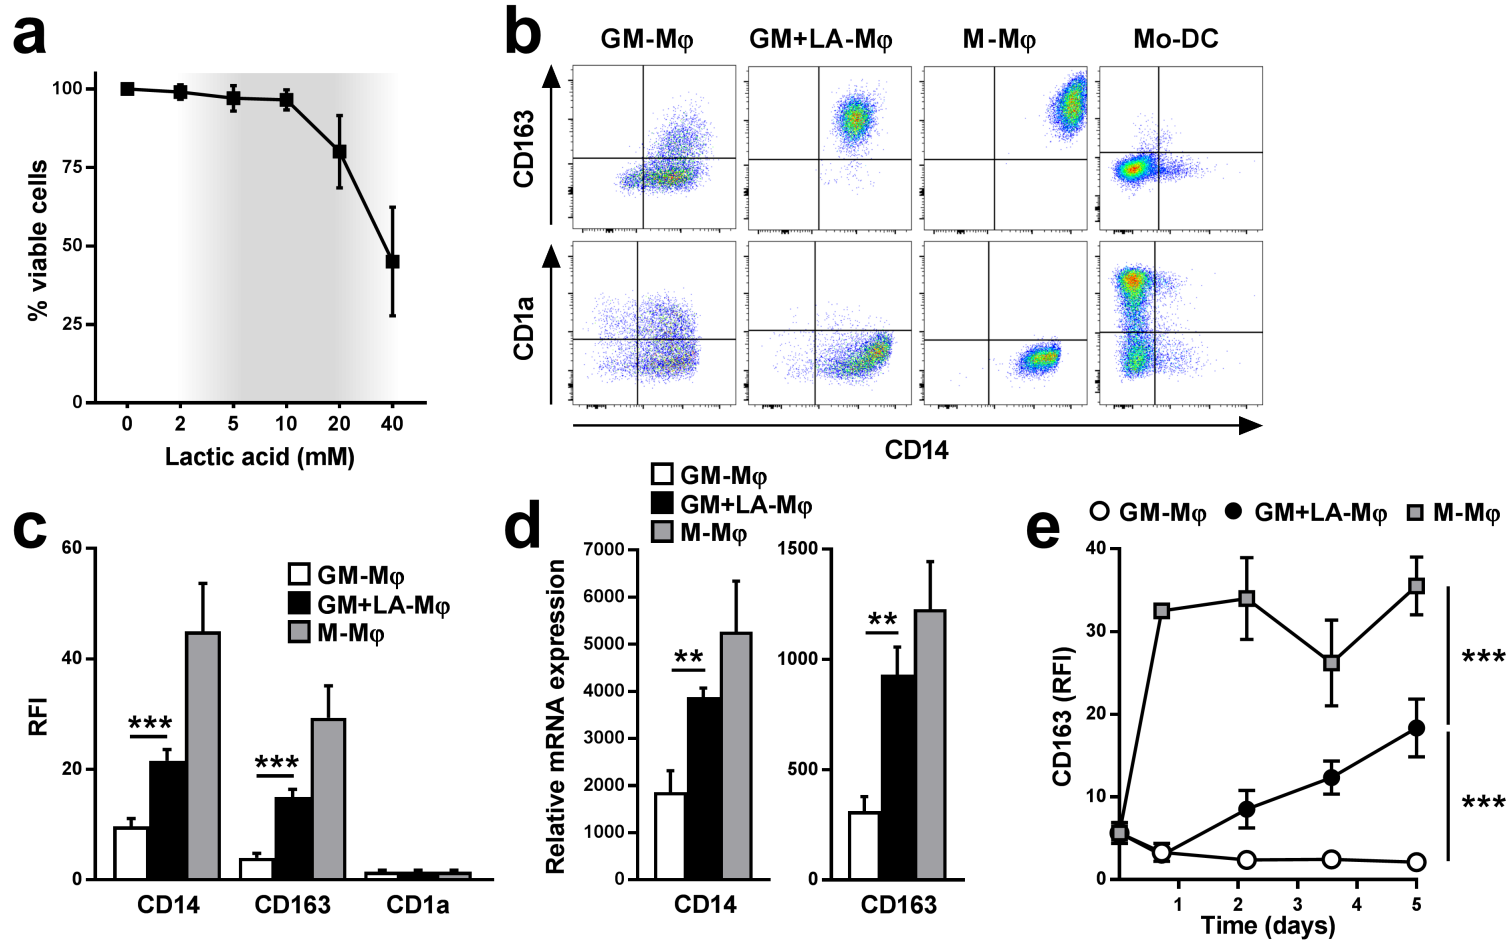 a
% viable cells
100
75
50
25
0
0 2 5 10 20 40
Lactic acid (mM)
b
GM-Mφ GM+LA-Mφ M-Mφ Mo-DC
CD163
CD1a
CD14
c
RFI
60
40
20
0
GM-Mφ
GM+LA-Mφ
M-Mφ
***
***
CD14 CD163 CD1a
d
GM-Mφ
GM+LA-Mφ
M-Mφ
Relative mRNA expression
7000
6000
5000
4000
3000
2000
1000
0
**
CD14
1500
1000
500
0
**
CD163
e
GM-Mφ GM+LA-Mφ M-Mφ
CD163 (RFI)
40
30
20
10
0
***
***
1 2 3 4 5
Time (days)